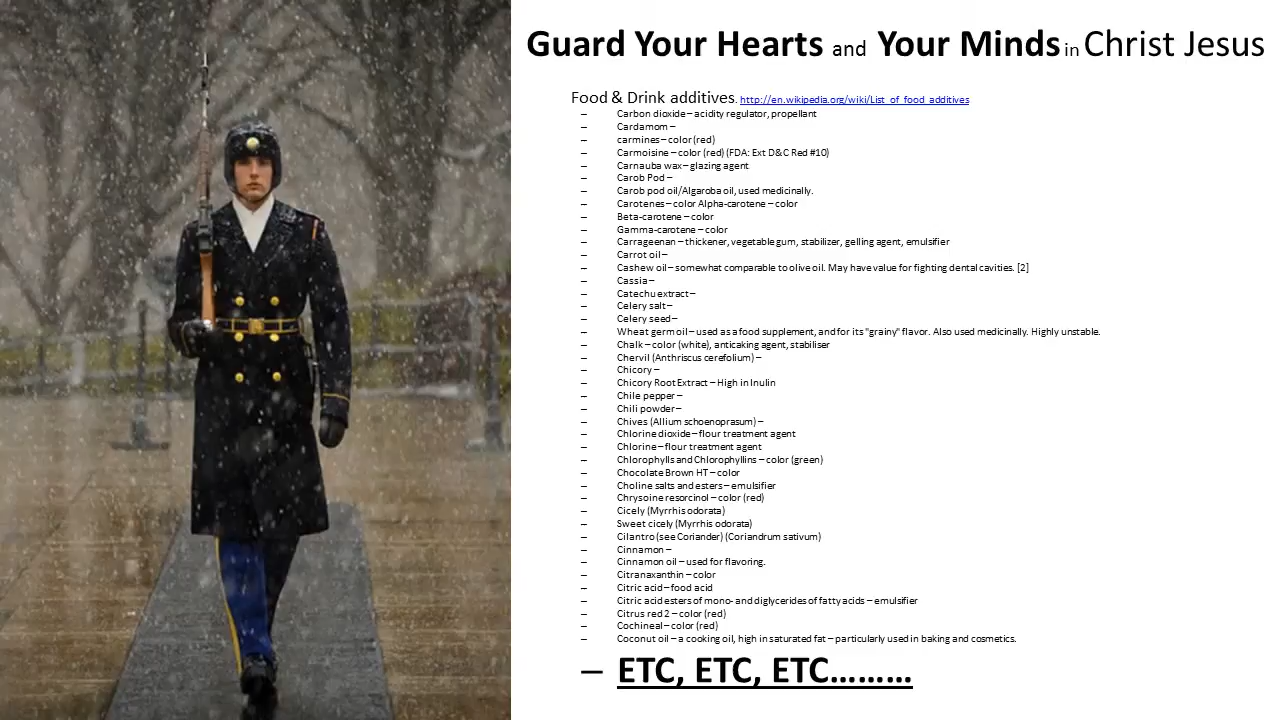 Guard Your Hearts and Your Minds in Christ Jesus
Food & Drink additives. http://en.wikipedia.org/wiki/List_of_food_additives
– Carbon dioxide – acidity regulator, propellant
– Cardamom –
– carmines – color (red)
– Carmoisine – color (red) (FDA: Ext D&C Red #10)
– Carnauba wax – glazing agent
– Carob Pod –
– Carob pod oil/Algaroba oil, used medicinally.
– Carotenes – color Alpha-carotene – color
– Beta-carotene – color
– Gamma-carotene – color
– Carrageenan – thickener, vegetable gum, stabilizer, gelling agent, emulsifier
– Carrot oil –
– Cashew oil – somewhat comparable to olive oil. May have value for fighting dental cavities. [2]
– Cassia –
– Catechu extract –
– Celery salt –
– Celery seed –
– Wheat germ oil – used as a food supplement, and for its "grainy" flavor. Also used medicinally. Highly unstable.
– Chalk – color (white), anticaking agent, stabiliser
– Chervil (Anthriscus cerefolium) –
– Chicory –
– Chicory Root Extract – High in Inulin
– Chile pepper –
– Chili powder –
– Chives (Allium schoenoprasum) –
– Chlorine dioxide – flour treatment agent
– Chlorine – flour treatment agent
– Chlorophylls and Chlorophyllins – color (green)
– Chocolate Brown HT – color
– Choline salts and esters – emulsifier
– Chrysoine resorcinol – color (red)
– Cicely (Myrrhis odorata)
– Sweet cicely (Myrrhis odorata)
– Cilantro (see Coriander) (Coriandrum sativum)
– Cinnamon –
– Cinnamon oil – used for flavoring.
– Citranaxanthin – color
– Citric acid – food acid
– Citric acid esters of mono- and diglycerides of fatty acids – emulsifier
– Citrus red 2 – color (red)
– Cochineal – color (red)
– Coconut oil – a cooking oil, high in saturated fat – particularly used in baking and cosmetics.
– ETC, ETC, ETC………